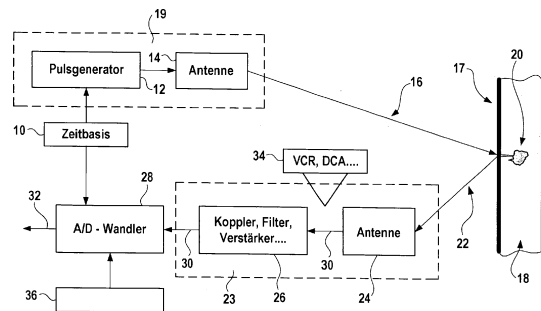 19
14
17
20
Pulsgenerator
Antenne
12
16
10
Zeitbasis
34
VCR, DCA....
28
32
A/D - Wandler
Koppler, Filter,
Verstärker....
Antenne
22
30
30
18
36
23
26
24